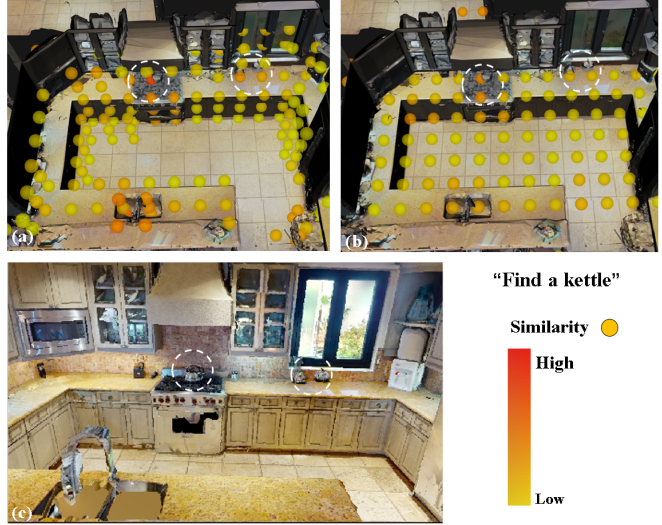 (a)
(b)
(c)
“Find a kettle”
Similarity
High
Low